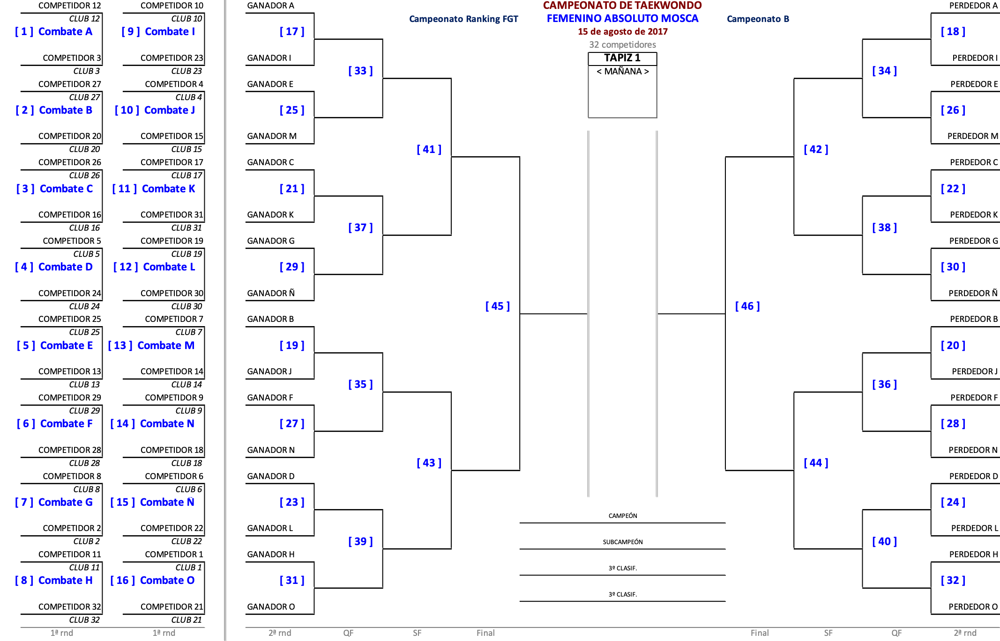 CAMPEONATO DE TAEKWONDO
Campeonato Ranking FGT
FEMENINO ABSOLUTO MOSCA
Campeonato B
15 de agosto de 2017
32 competidores
TAPIZ 1
< MAÑANA >
COMPETIDOR 12
CLUB 12
[ 1 ] Combate A
COMPETIDOR 3
CLUB 3
COMPETIDOR 27
CLUB 27
[ 2 ] Combate B
COMPETIDOR 20
CLUB 20
COMPETIDOR 26
CLUB 26
[ 3 ] Combate C
COMPETIDOR 16
CLUB 16
COMPETIDOR 5
CLUB 5
[ 4 ] Combate D
COMPETIDOR 24
CLUB 24
COMPETIDOR 25
CLUB 25
[ 5 ] Combate E
COMPETIDOR 13
CLUB 13
COMPETIDOR 29
CLUB 29
[ 6 ] Combate F
COMPETIDOR 28
CLUB 28
COMPETIDOR 8
CLUB 8
[ 7 ] Combate G
COMPETIDOR 2
CLUB 2
COMPETIDOR 11
CLUB 11
[ 8 ] Combate H
COMPETIDOR 32
CLUB 32
1ª rnd
COMPETIDOR 10
CLUB 10
[ 9 ] Combate I
COMPETIDOR 23
CLUB 23
COMPETIDOR 4
CLUB 4
[ 10 ] Combate J
COMPETIDOR 15
CLUB 15
COMPETIDOR 17
CLUB 17
[ 11 ] Combate K
COMPETIDOR 31
CLUB 31
COMPETIDOR 19
CLUB 19
[ 12 ] Combate L
COMPETIDOR 30
CLUB 30
COMPETIDOR 7
CLUB 7
[ 13 ] Combate M
COMPETIDOR 14
CLUB 14
COMPETIDOR 9
CLUB 9
[ 14 ] Combate N
COMPETIDOR 18
CLUB 18
COMPETIDOR 6
CLUB 6
[ 15 ] Combate Ñ
COMPETIDOR 22
CLUB 22
COMPETIDOR 1
CLUB 1
[ 16 ] Combate O
COMPETIDOR 21
CLUB 21
1ª rnd
GANADOR A
[ 17 ]
GANADOR I
GANADOR E
[ 25 ]
GANADOR M
GANADOR C
[ 21 ]
GANADOR K
GANADOR G
[ 29 ]
GANADOR Ñ
GANADOR B
[ 19 ]
GANADOR J
GANADOR F
[ 27 ]
GANADOR N
GANADOR D
[ 23 ]
GANADOR L
GANADOR H
[ 31 ]
GANADOR O
2ª rnd
[ 33 ]
[ 37 ]
[ 35 ]
[ 39 ]
QF
[ 41 ]
[ 43 ]
SF
[ 45 ]
Final
CAMPEÓN
SUBCAMPEÓN
3º CLASIF.
3º CLASIF.
[ 46 ]
Final
[ 42 ]
[ 44 ]
SF
[ 34 ]
[ 38 ]
[ 36 ]
[ 40 ]
QF
PERDEDOR A
[ 18 ]
PERDEDOR I
PERDEDOR E
[ 26 ]
PERDEDOR M
PERDEDOR C
[ 22 ]
PERDEDOR K
PERDEDOR G
[ 30 ]
PERDEDOR Ñ
PERDEDOR B
[ 20 ]
PERDEDOR J
PERDEDOR F
[ 28 ]
PERDEDOR N
PERDEDOR D
[ 24 ]
PERDEDOR L
PERDEDOR H
[ 32 ]
PERDEDOR O
2ª rnd